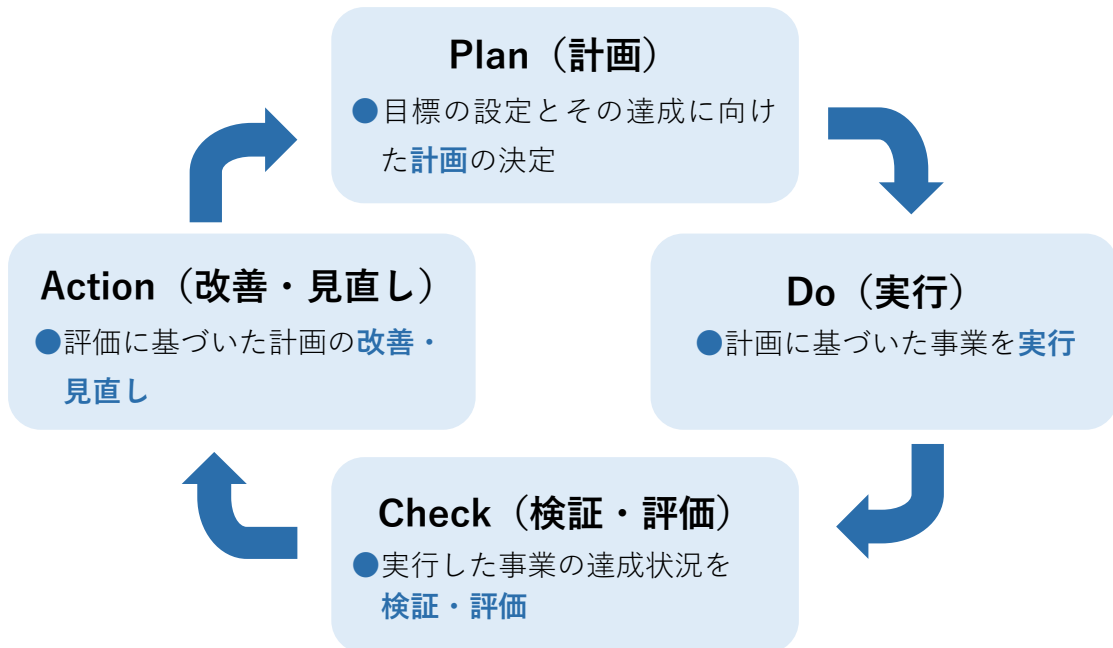 Plan（計画）
●目標の設定とその達成に向け
た計画の決定
Do（実行）
●計画に基づいた事業を実行
Check（検証・評価）
●実行した事業の達成状況を
検証・評価
Action（改善・見直し）
●評価に基づいた計画の改善・
見直し